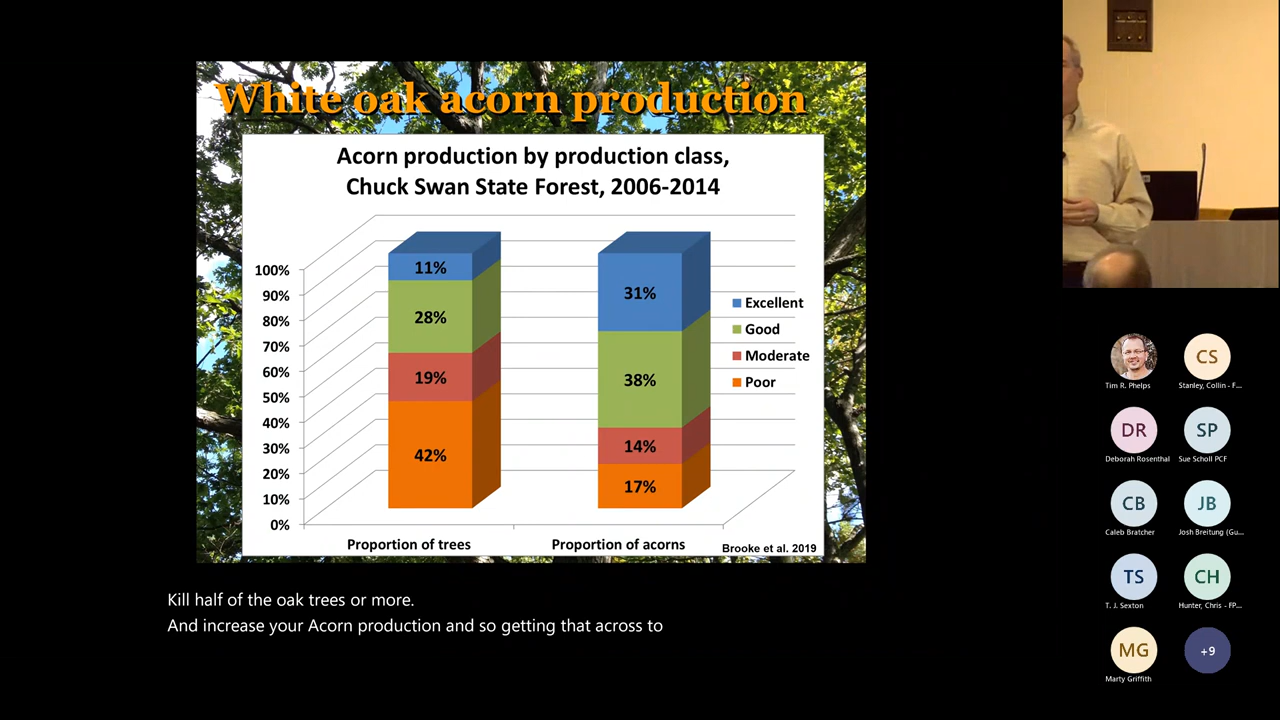 White oak acorn production
Acorn production by production class,
Chuck Swan State Forest, 2006-2014
100%
90%
80%
70%
60%
50%
40%
30%
20%
10%
0%
11%
28%
19%
42%
31%
38%
14%
17%
Excellent
Good
Moderate
Poor
Proportion of trees
Proportion of acorns
Brooke et al. 2019
Kill half of the oak trees or more.
And increase your Acorn production and so getting that across to
Tim R. Phelps
CS
Stanley, Collin - F...
DR
Deborah Rosenthal
SP
Sue Scholl PCF
CB
Caleb Bratcher
JB
Josh Breitung (Gu...
TS
T. J. Sexton
CH
Hunter, Chris - FP...
MG
Marty Griffith
+9